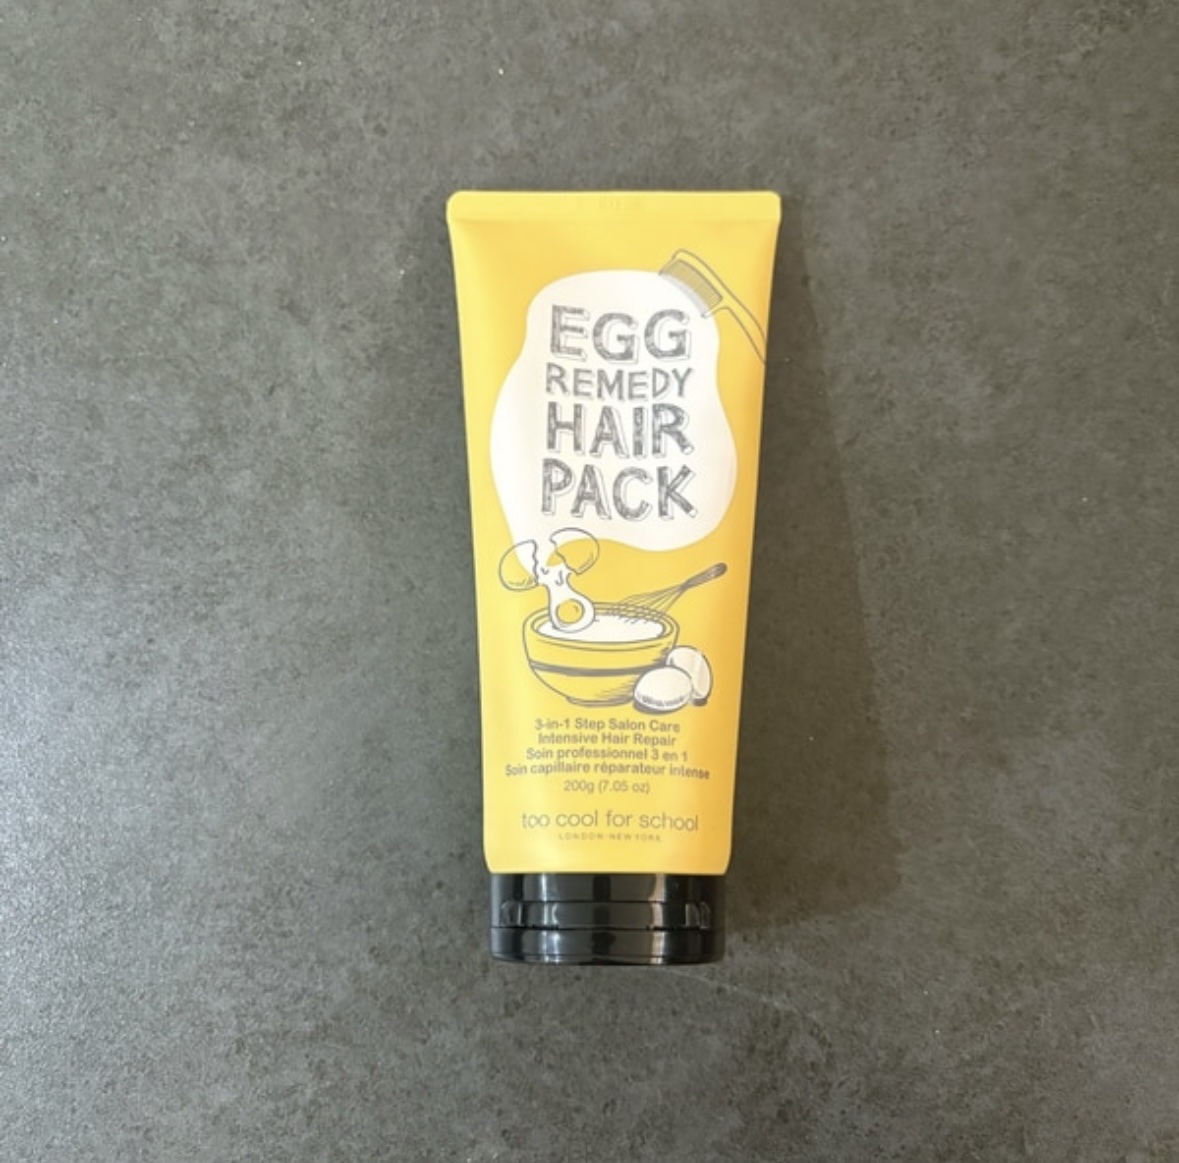 EGG
REMEDY
HAIR
PACK
3-in-1 Step Salon Care
Intensive Hair Repair
Soin professionnel 3 en 1
Soin capillaire réparateur intense
200g (7.05 oz)
too cool for school
LONDON NEW YORK